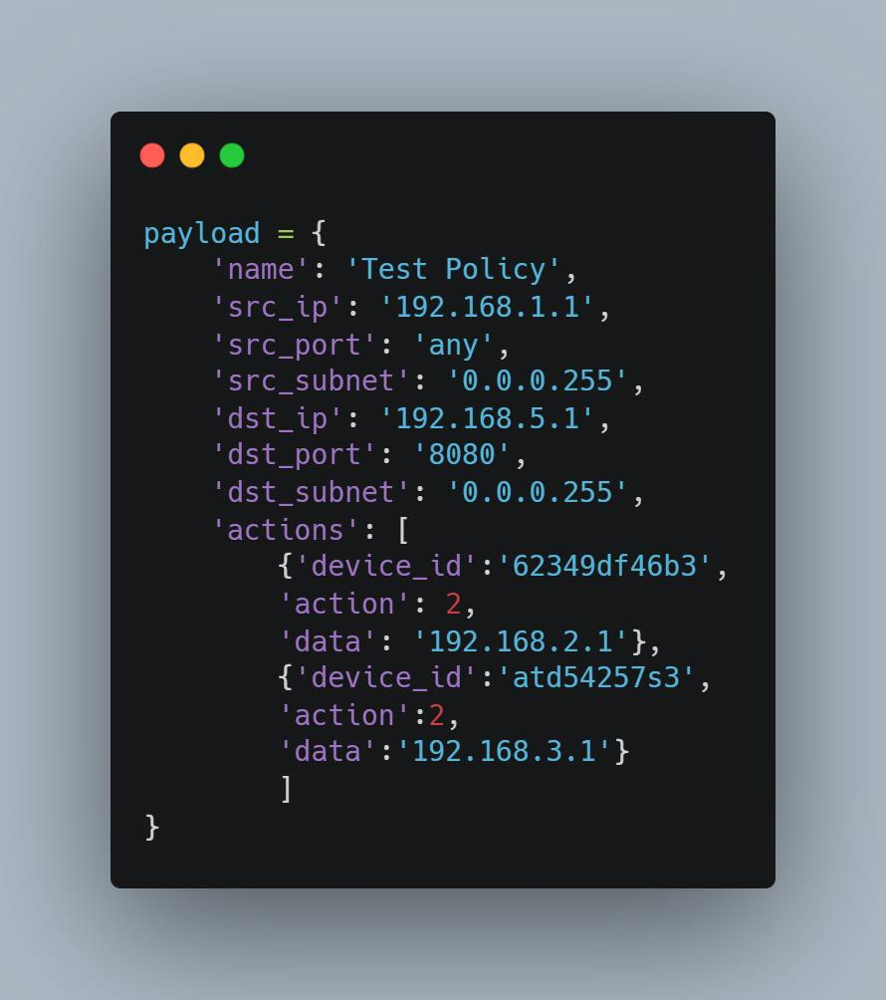 payload = {
    'name': 'Test Policy',
    'src_ip': '192.168.1.1',
    'src_port': 'any',
    'src_subnet': '0.0.0.255',
    'dst_ip': '192.168.5.1',
    'dst_port': '8080',
    'dst_subnet': '0.0.0.255',
    'actions': [
        {'device_id':'62349df46b3',
        'action': 2,
        'data': '192.168.2.1'},
        {'device_id':'atd54257s3',
        'action':2,
        'data':'192.168.3.1'}
        ]
}